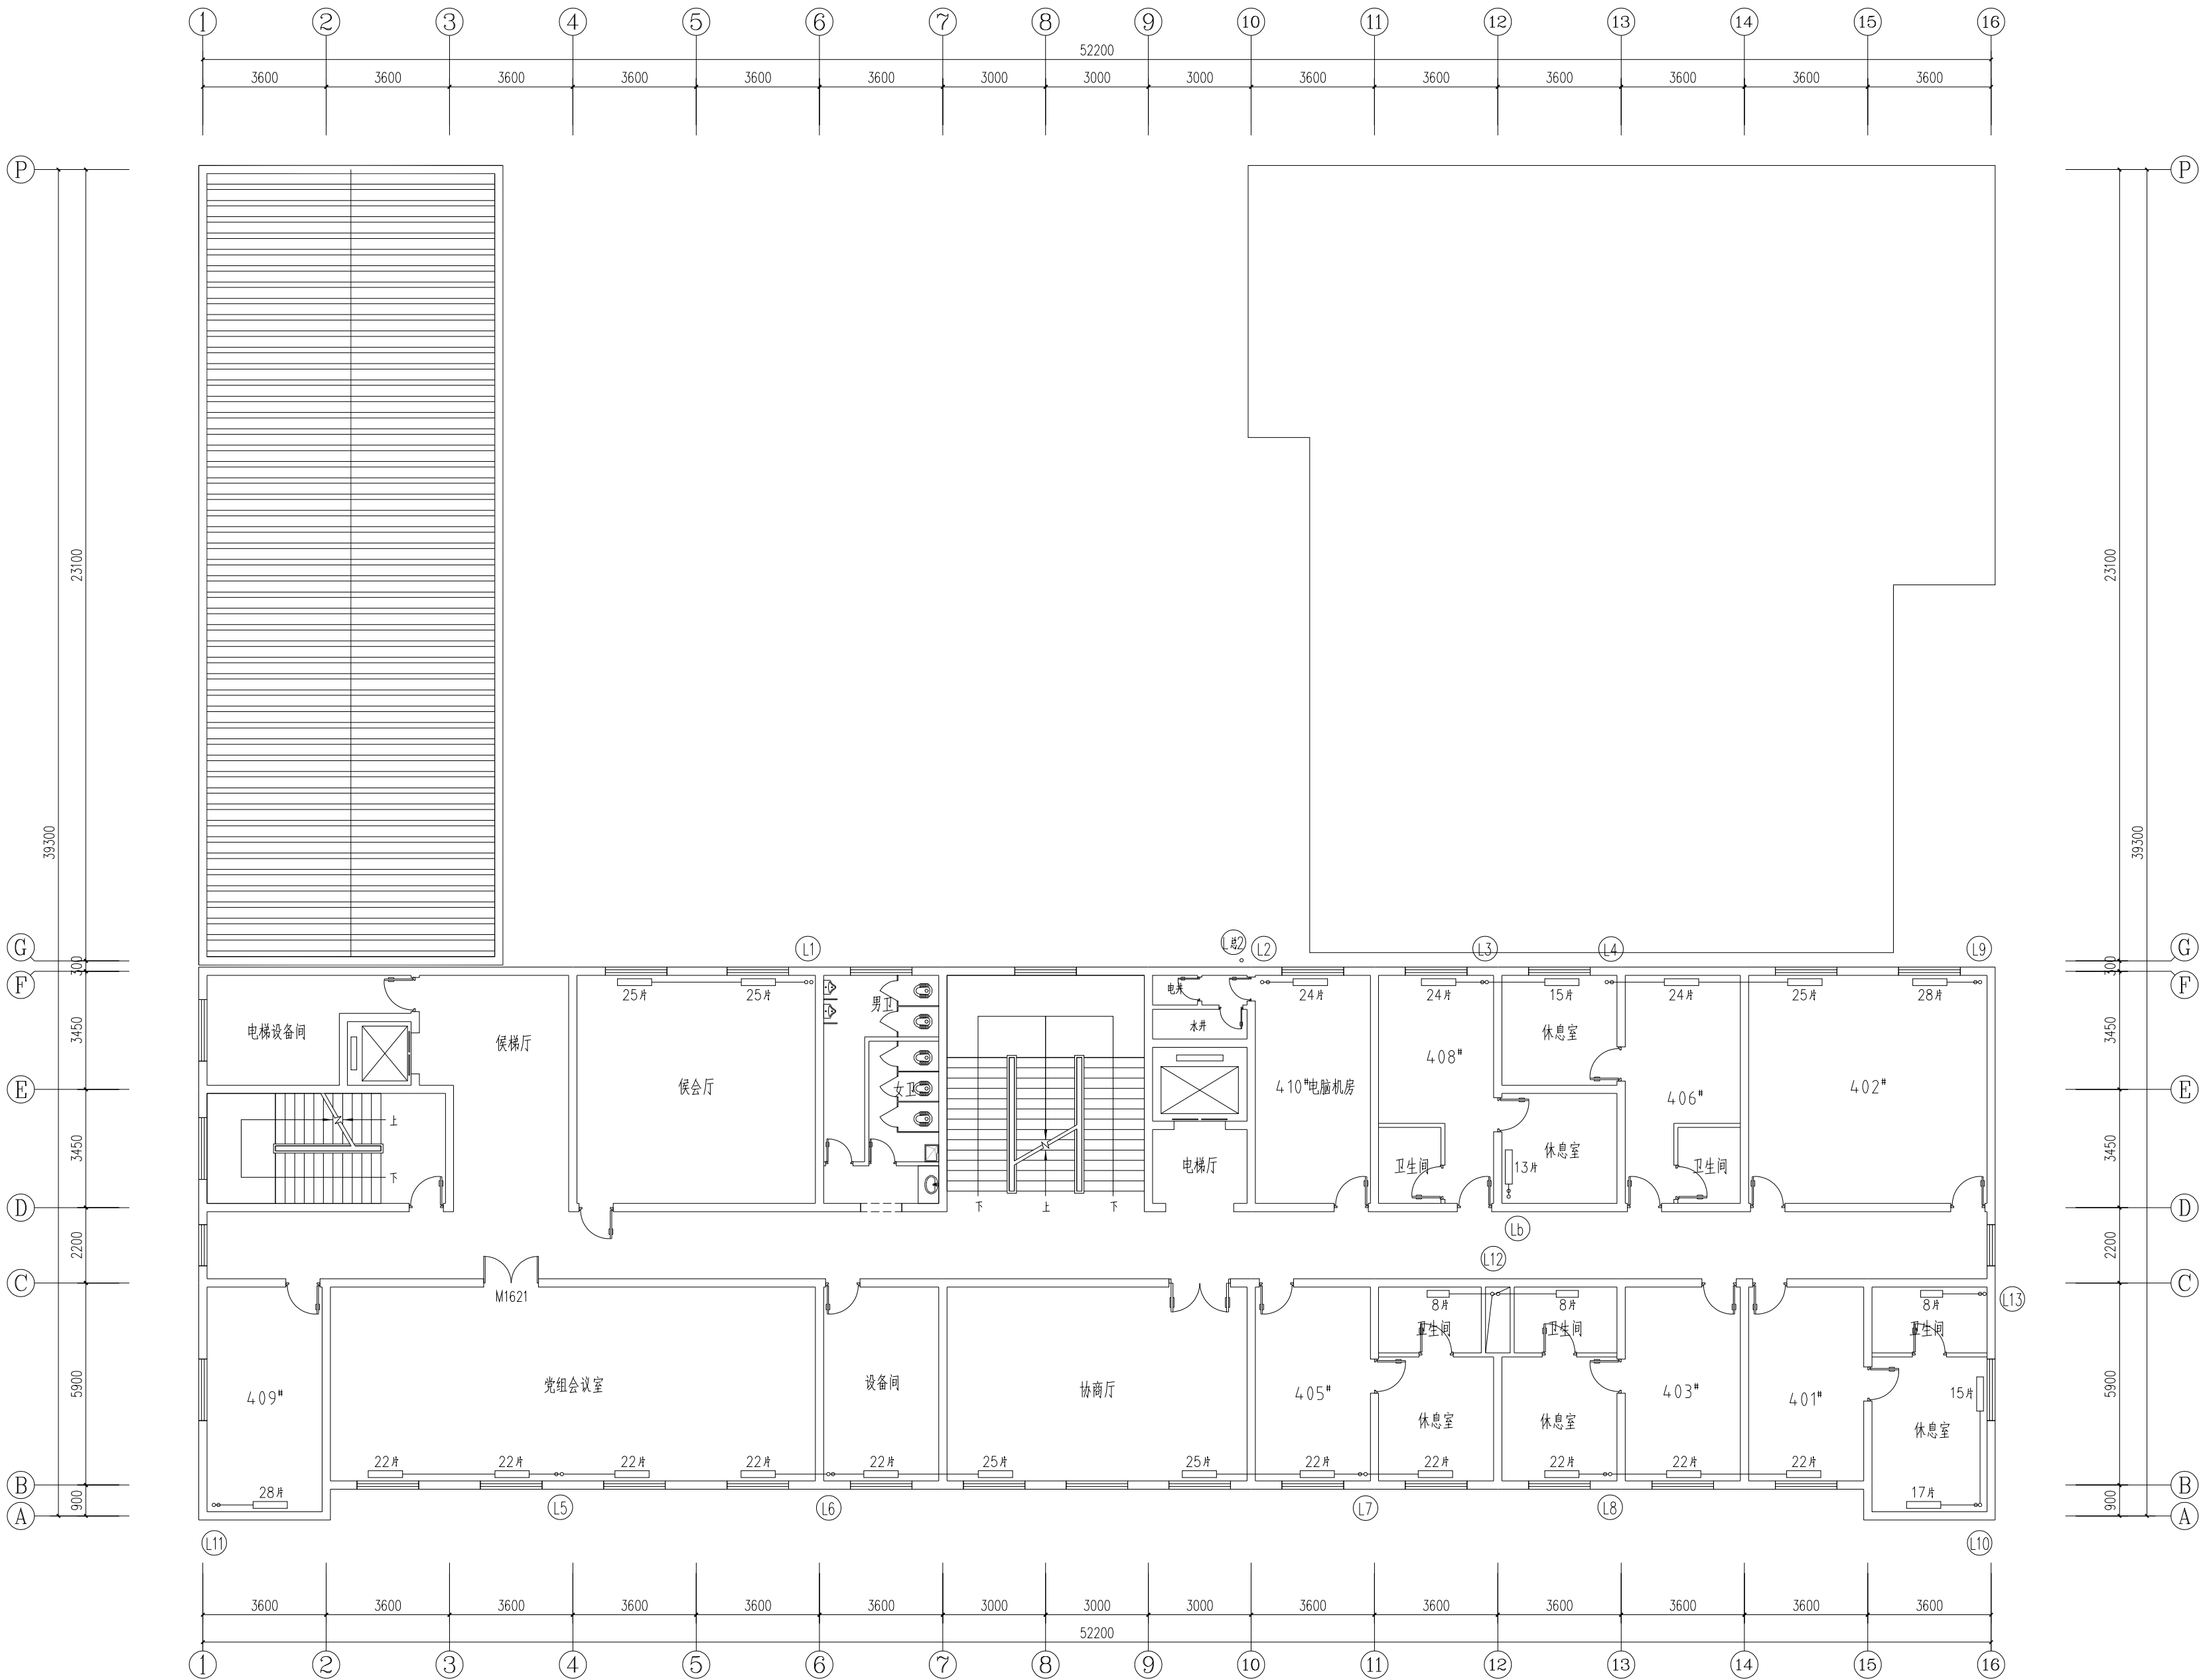 1 2 3 4 5 6 7 8 9 10 11 12 13 14 15 16
52200
3600 3600 3600 3600 3600 3600 3000 3000 3000 3600 3600 3600 3600 3600 3600
P P
23100 23100
39300 39300
L总2
G L1 L2 L3 L4 L9 G
300 300
F F
25片 25片 24片 24片 15片 24片 25片 28片
电井
男卫
水井
电梯设备间 侯梯厅 休息室
3450 3450
408#
E 候会厅 女卫 410#电脑机房 406# 402# E
上
3450 3450
电梯厅 卫生间 13片 休息室 卫生间
下
D 下 上 下 D
Lb
2200 2200
L12
C C
M1621 8片 8片 8片 L13
卫生间 卫生间 卫生间
5900 5900
409# 党组会议室 设备间 协商厅 405# 403# 401# 15片
休息室 休息室 休息室
22片 22片 22片 22片 22片 25片 25片 22片 22片 22片 22片 22片
B 28片 17片 B
900 900
A L5 L6 L7 L8 A
L11 L10
3600 3600 3600 3600 3600 3600 3000 3000 3000 3600 3600 3600 3600 3600 3600
52200
1 2 3 4 5 6 7 8 9 10 11 12 13 14 15 16